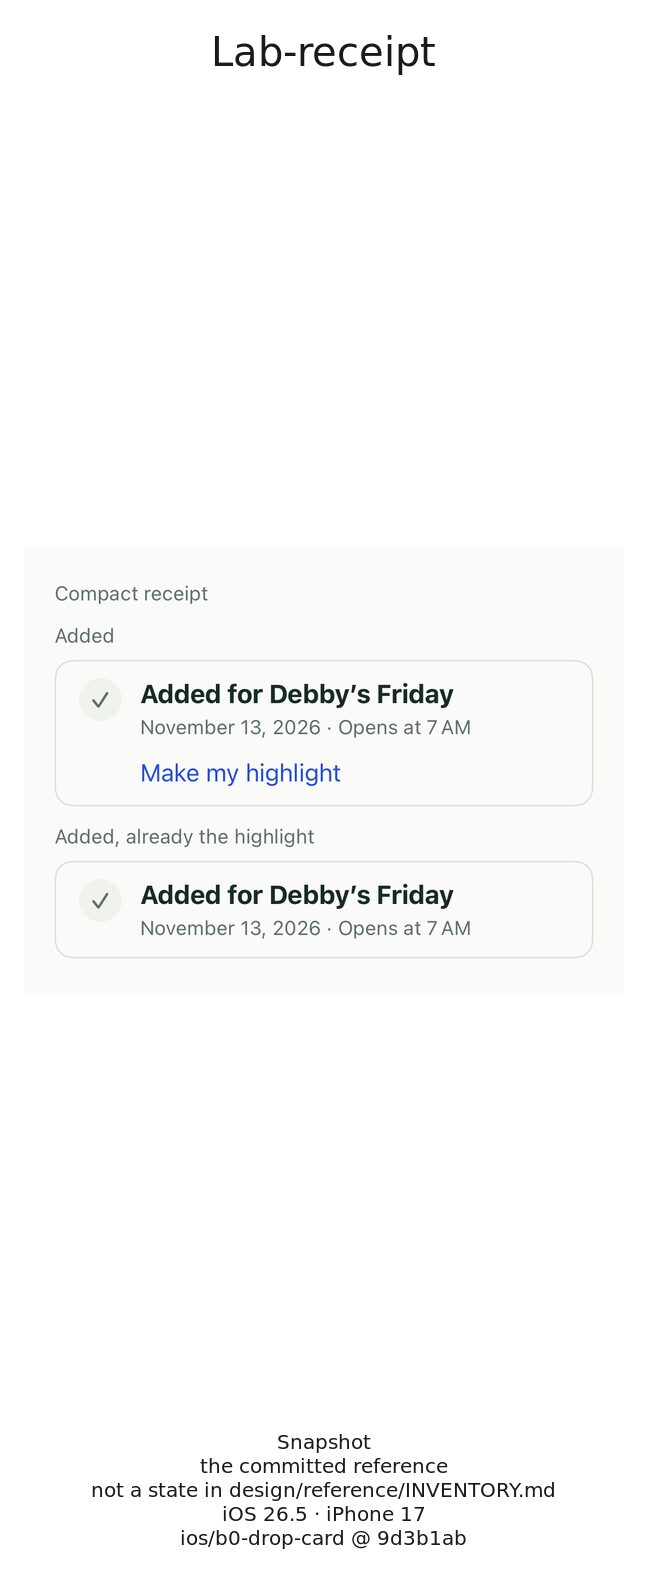 Lab-receipt
Compact receipt
Added
Added for Debby’s Friday
November 13, 2026 · Opens at 7 AM
Make my highlight
Added, already the highlight
Added for Debby’s Friday
November 13, 2026 · Opens at 7 AM
Snapshot
the committed reference
not a state in design/reference/INVENTORY.md
iOS 26.5 · iPhone 17
ios/b0-drop-card @ 9d3b1ab